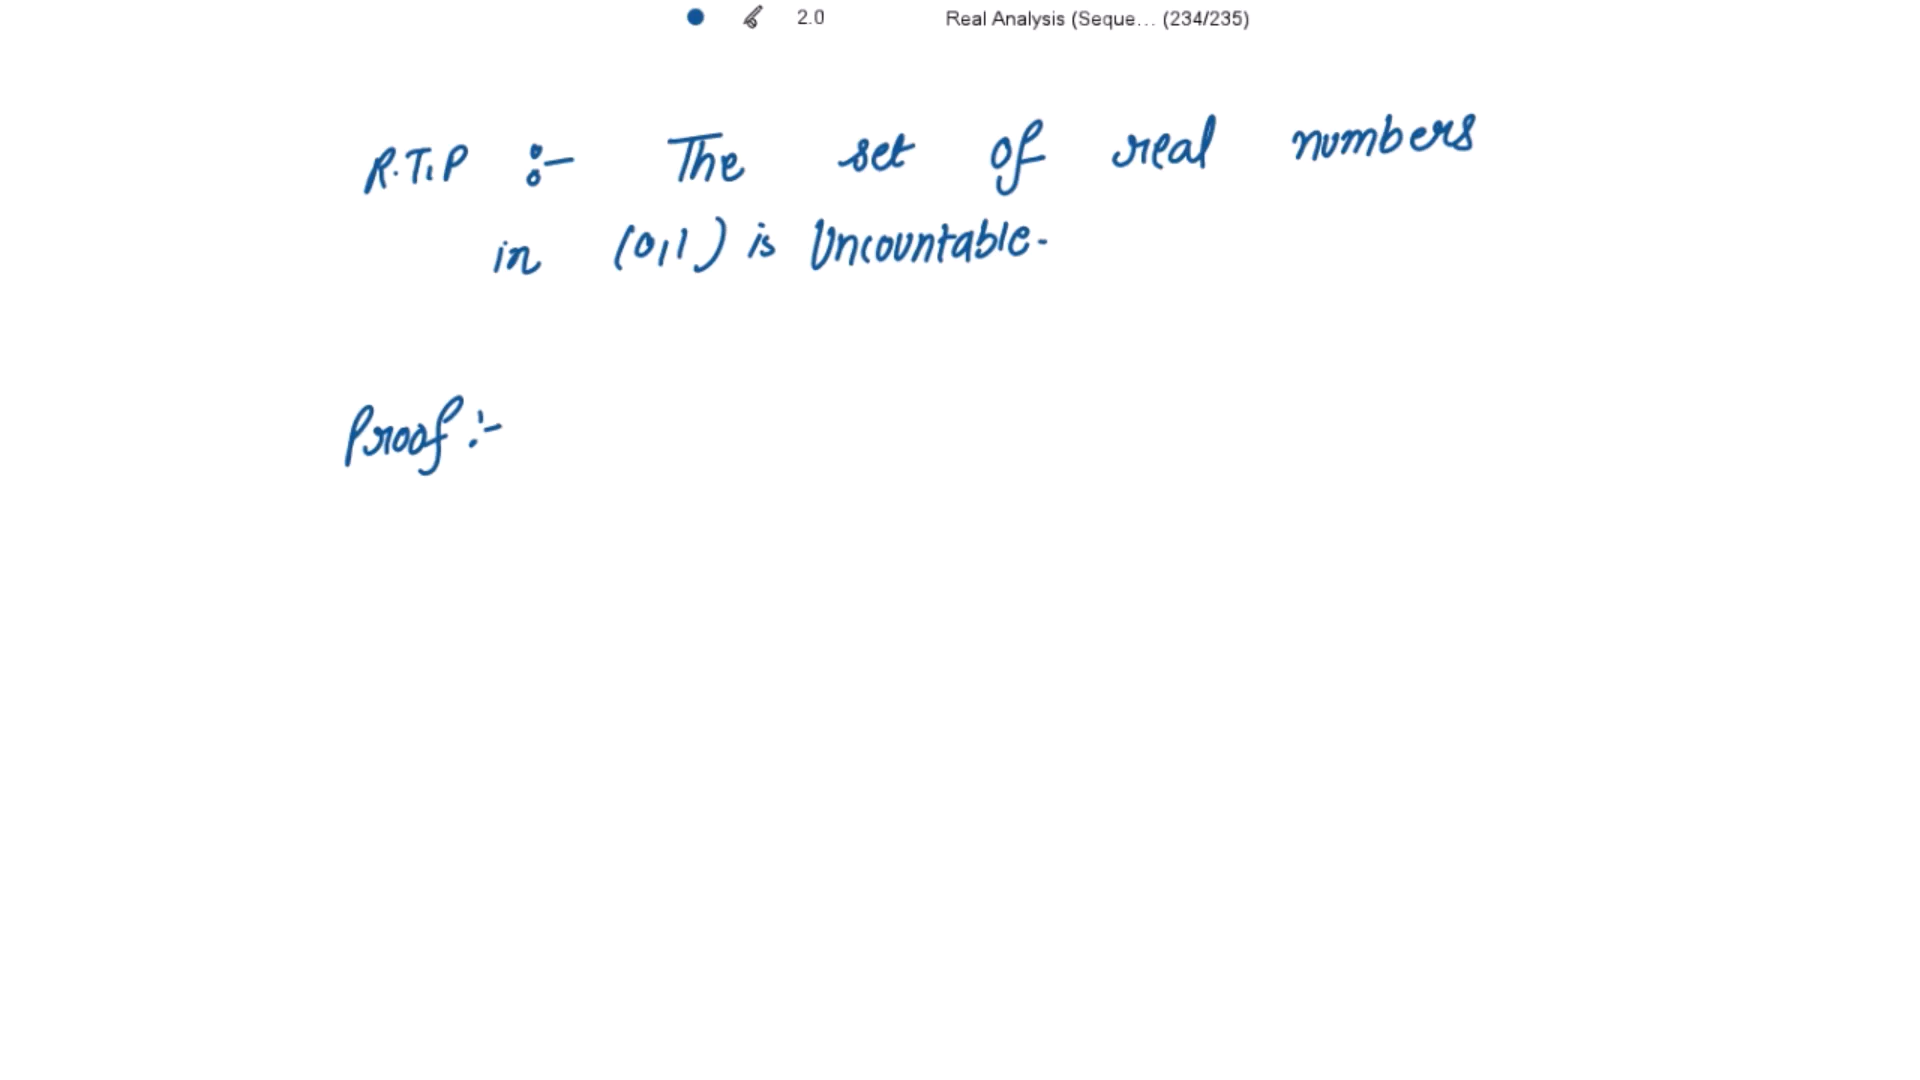 2.0 Real Analysis (Seque... (234/235)
R.T.P :- The set of real numbers
in (0,1) is Uncountable.
Proof :-